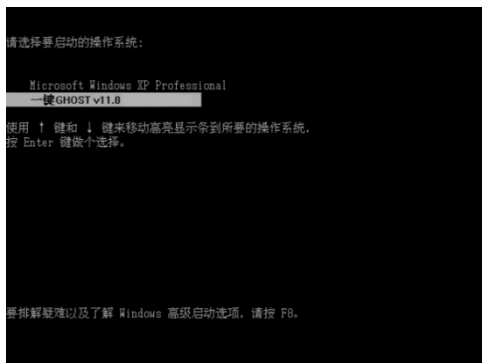 请选择要启动的操作系统:
Microsoft Windows XP Professional
一键GHOST v11.0
使用 ↑ 键和 ↓ 键来移动高亮显示条到所要的操作系统,
按 Enter 键做个选择。
要排解疑难以及了解 Windows 高级启动选项, 请按 F8。